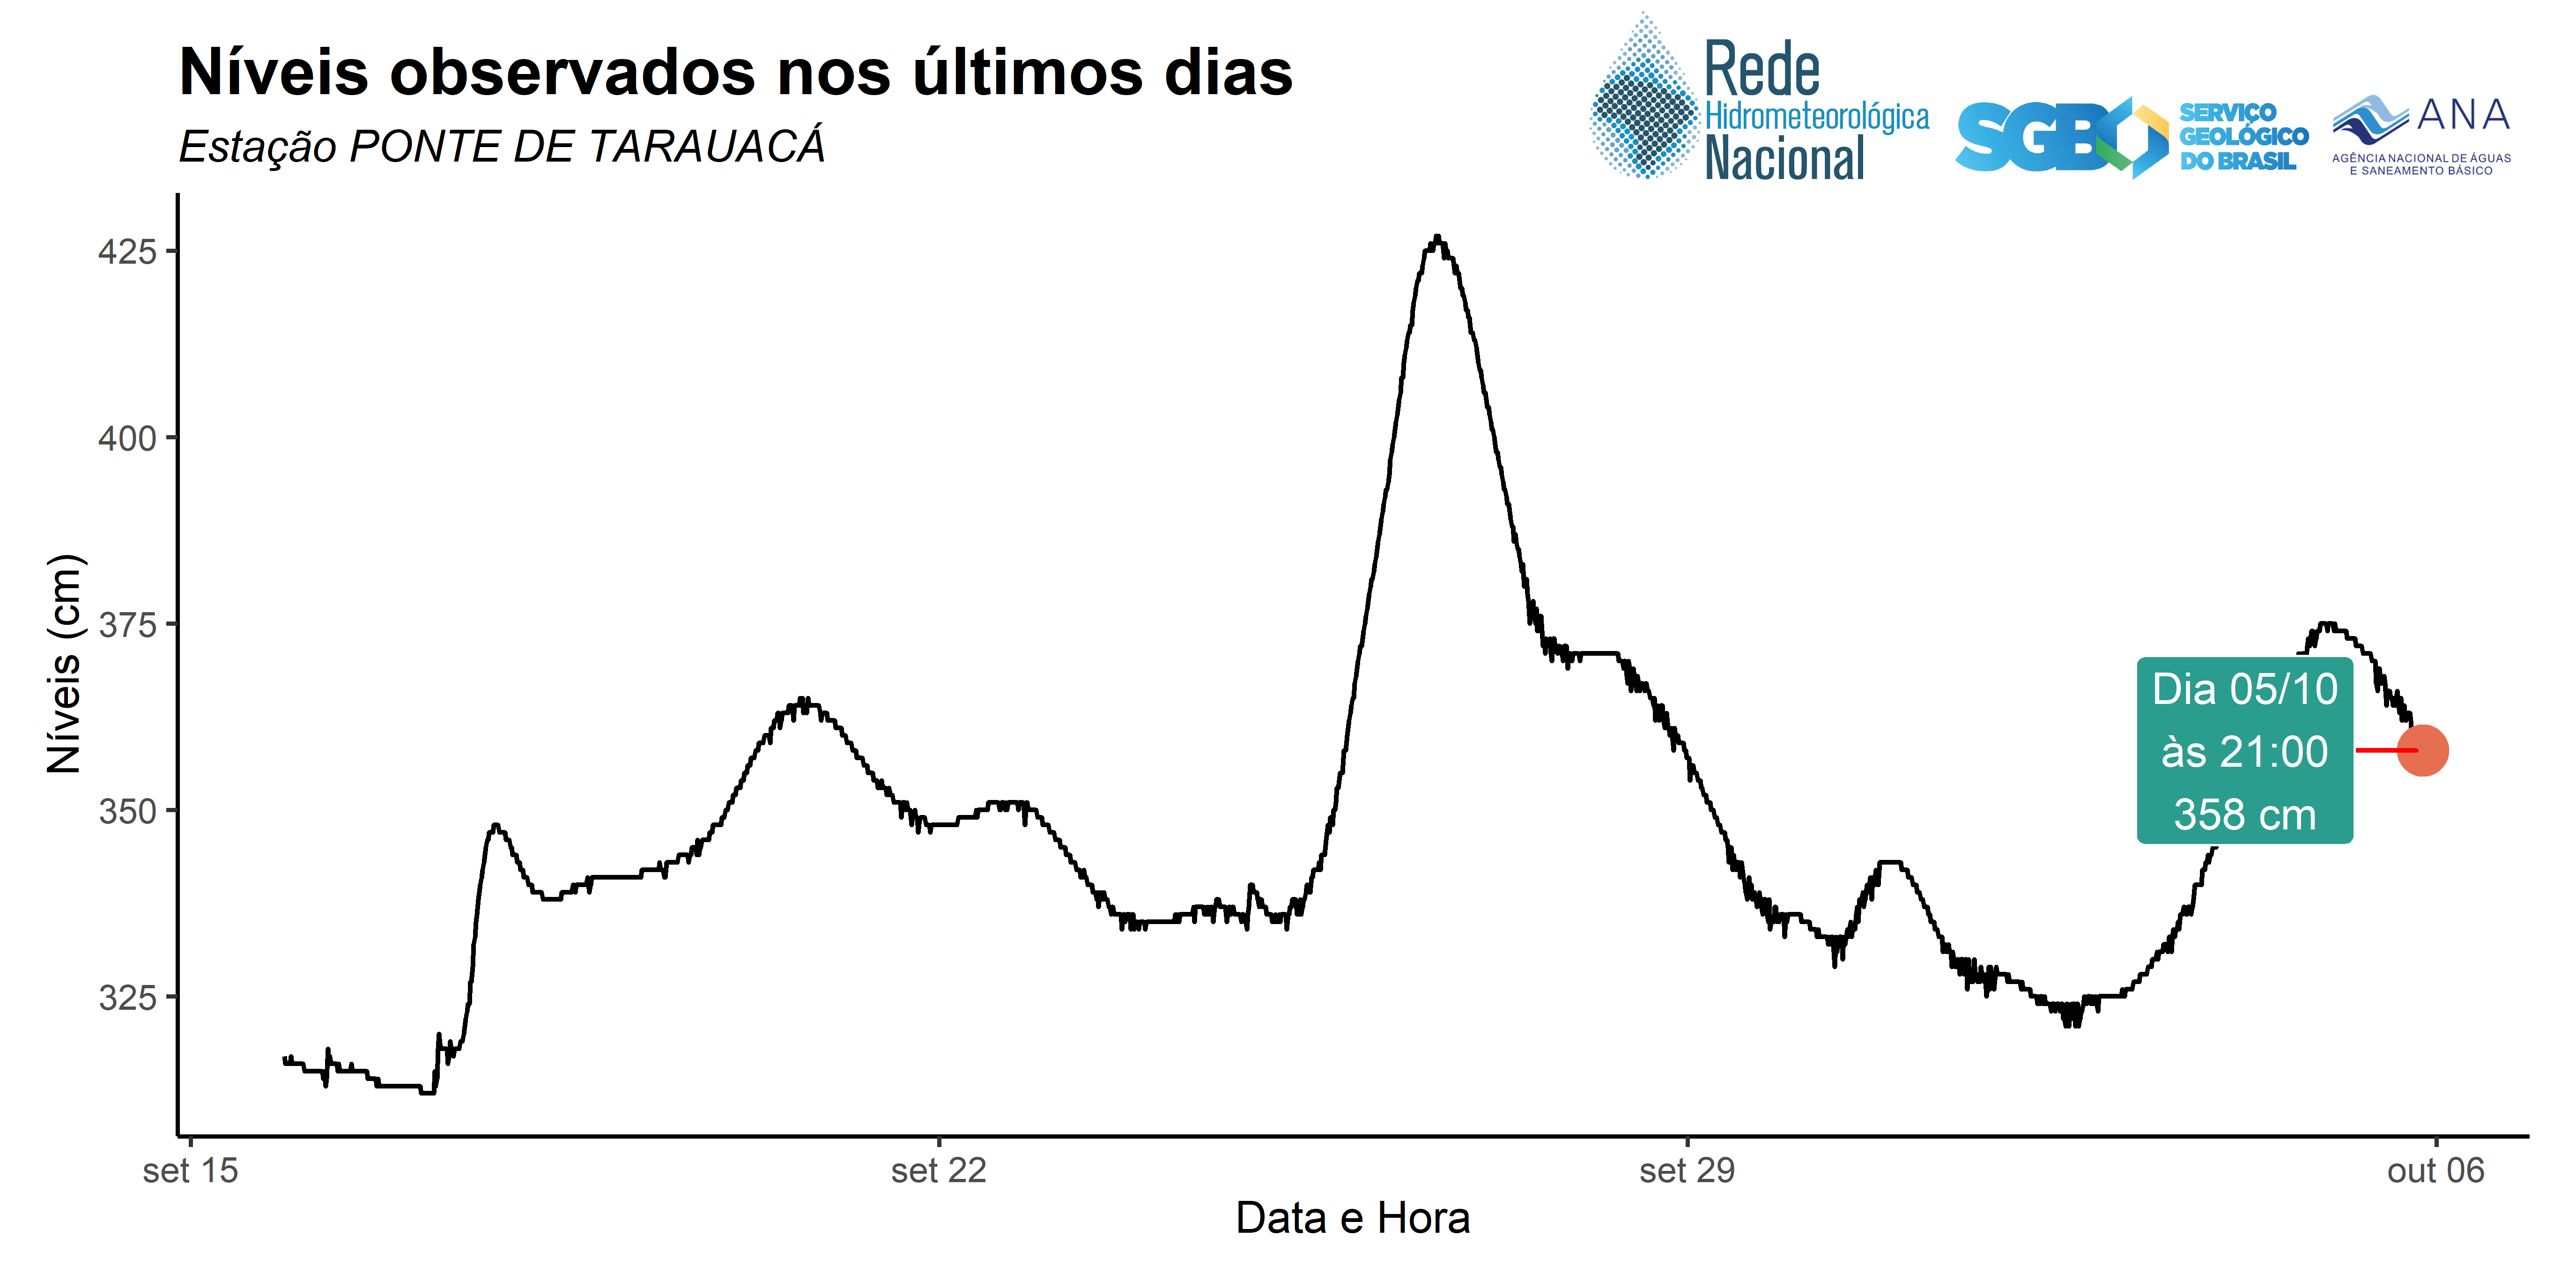 Níveis observados nos últimos dias
Estação PONTE DE TARAUACÁ
Rede
Hidrometeorológica
Nacional
SGB
SERVIÇO
GEOLÓGICO
DO BRASIL
ANA
AGÊNCIA NACIONAL DE ÁGUAS
E SANEAMENTO BÁSICO
Níveis (cm)
425
400
375
350
325
Dia 05/10
às 21:00
358 cm
set 15
set 22
set 29
out 06
Data e Hora